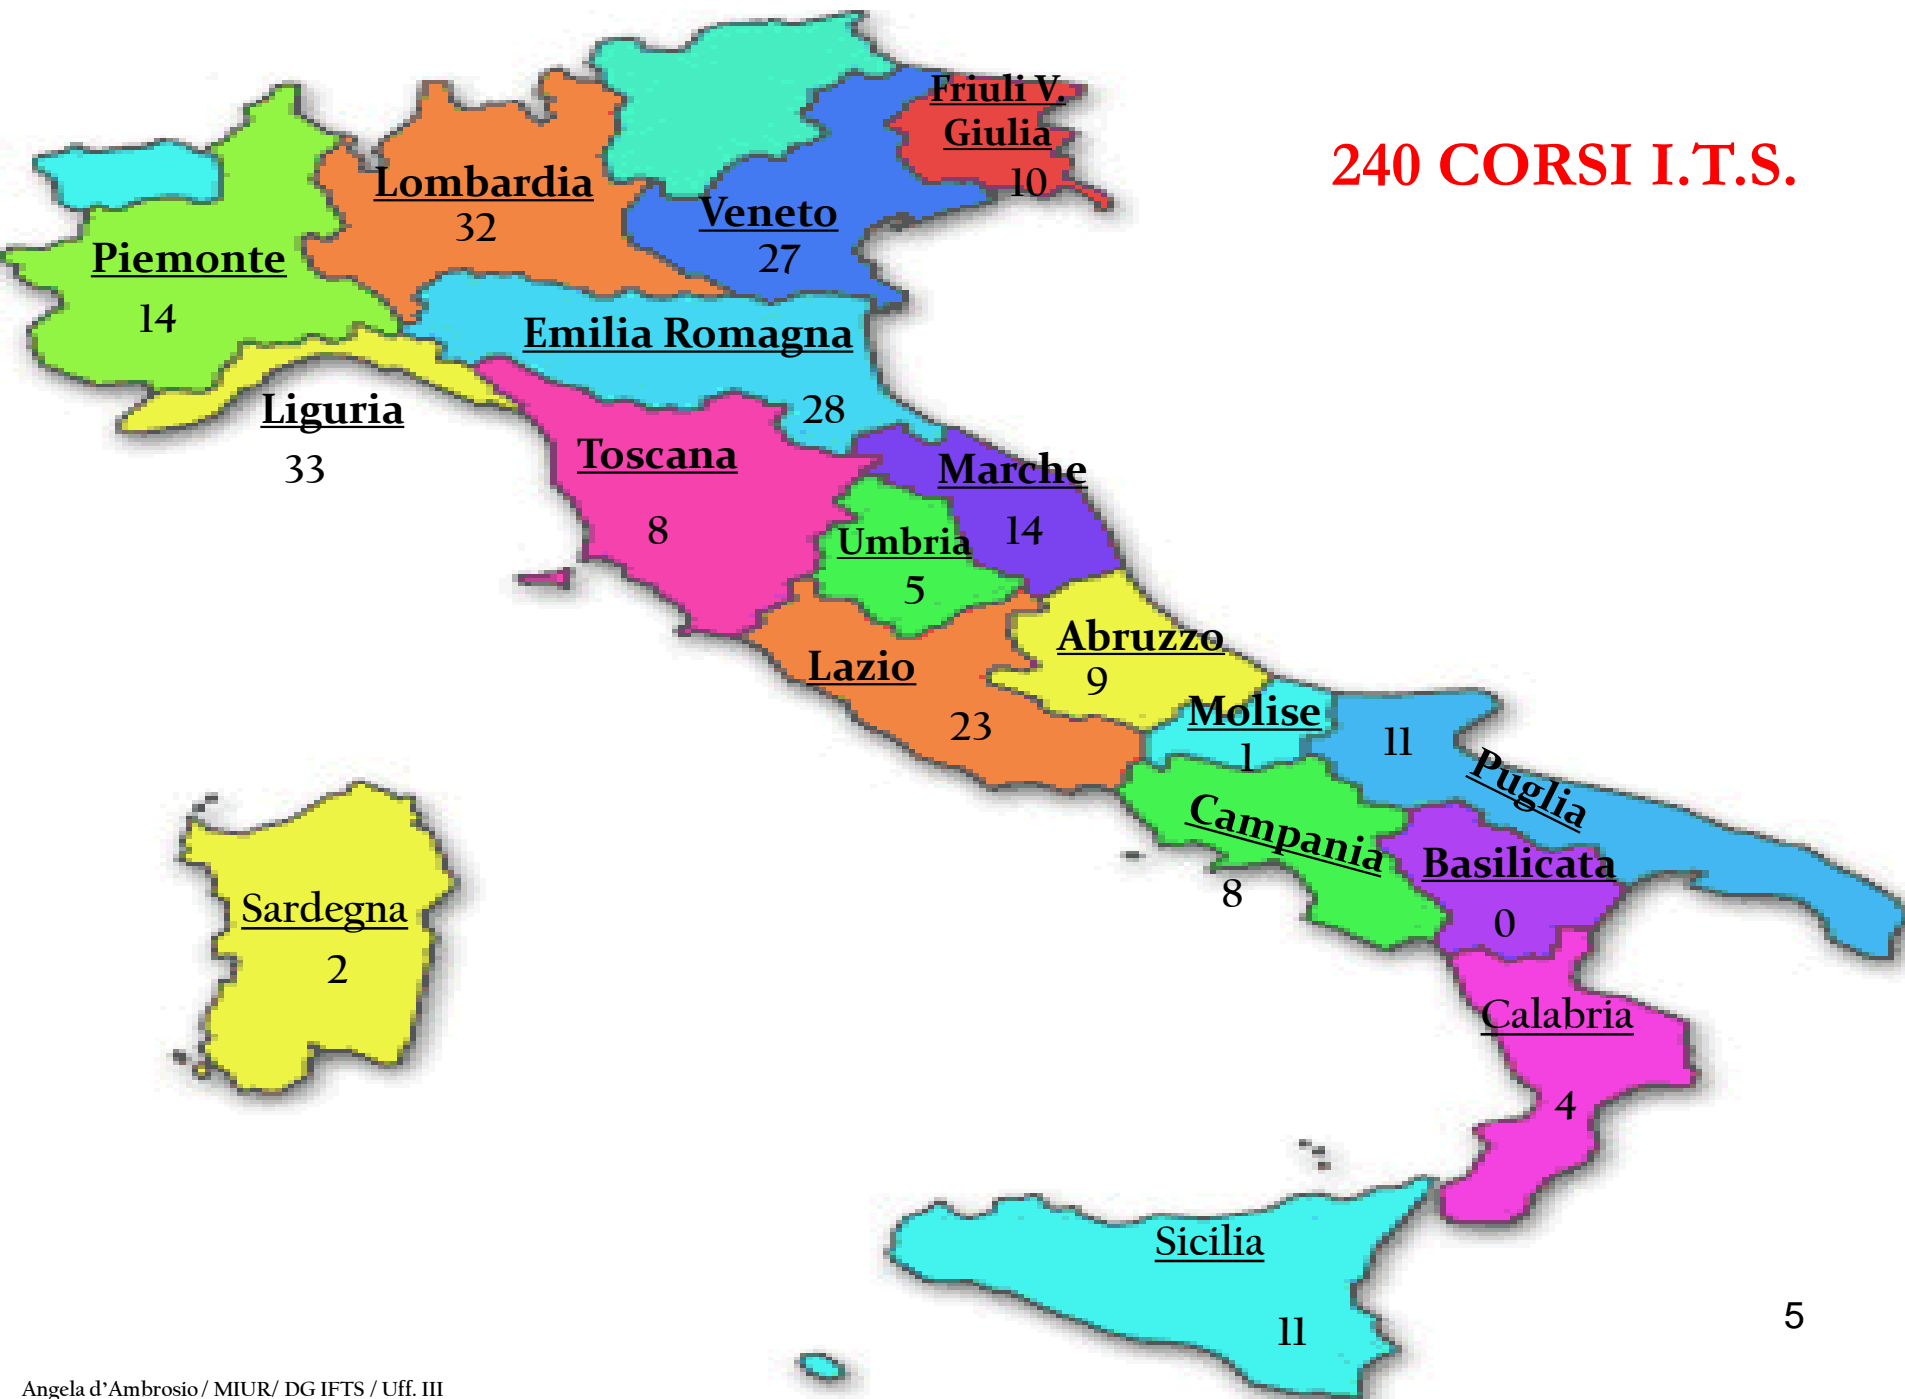 Friuli V.
Giulia
10
240 CORSI I.T.S.
Lombardia
32
Veneto
27
Piemonte
14
Emilia Romagna
28
Liguria
33
Toscana
8
Marche
14
Umbria
5
Abruzzo
9
Lazio
23
Molise
1
11
Puglia
Campania
8
Basilicata
0
Sardegna
2
Calabria
4
Sicilia
11
5
Angela d’Ambrosio / MIUR/ DG IFTS / Uff. III